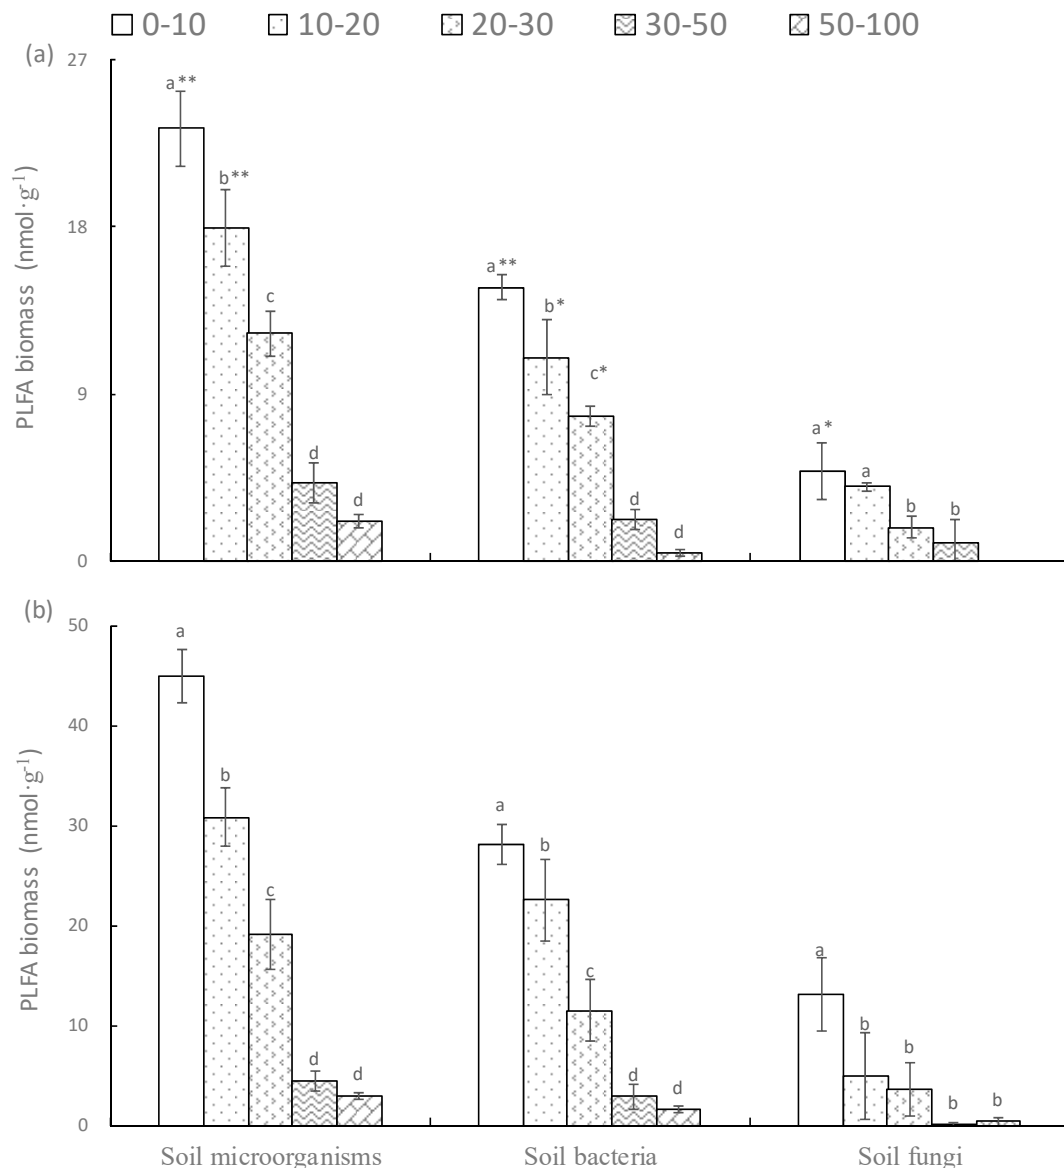 0-10 10-20 20-30 30-50 50-100
(a)
27
18
9
0
PLFA biomass (nmol·g-1)
a** b** c d d
a** b* c* d d
a* a b b
(b)
50
40
30
20
10
0
PLFA biomass (nmol·g-1)
a b c d d
a b c d d
a b b b b
Soil microorganisms Soil bacteria Soil fungi